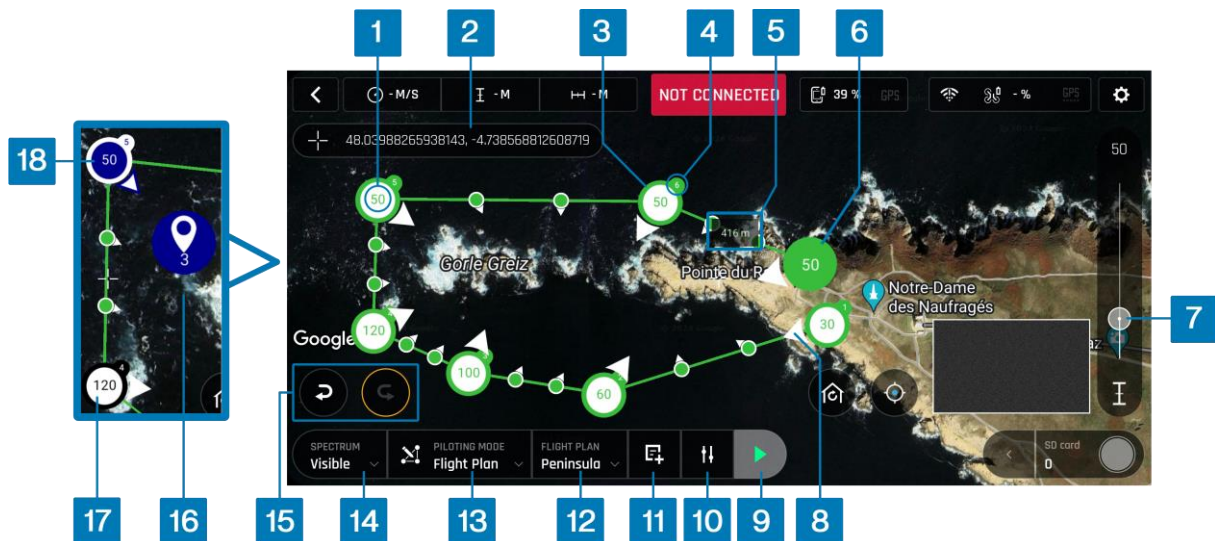 1 2 3 4 5 6
- M/S - M - M NOT CONNECTED 39 % GPS - % GPS
48.03988265938143, -4.738568812608719
50
5
50
18
5
50
6
50
416 m
50
3
Gorle Greiz
Pointe du R
Notre-Dame
des Naufragés
1
30
7
az
120
Google
4
120
100
60
SPECTRUM
Visible
PILOTING MODE
Flight Plan
FLIGHT PLAN
Peninsula
SD card
0
17 16 15 14 13 12 11 10 9 8